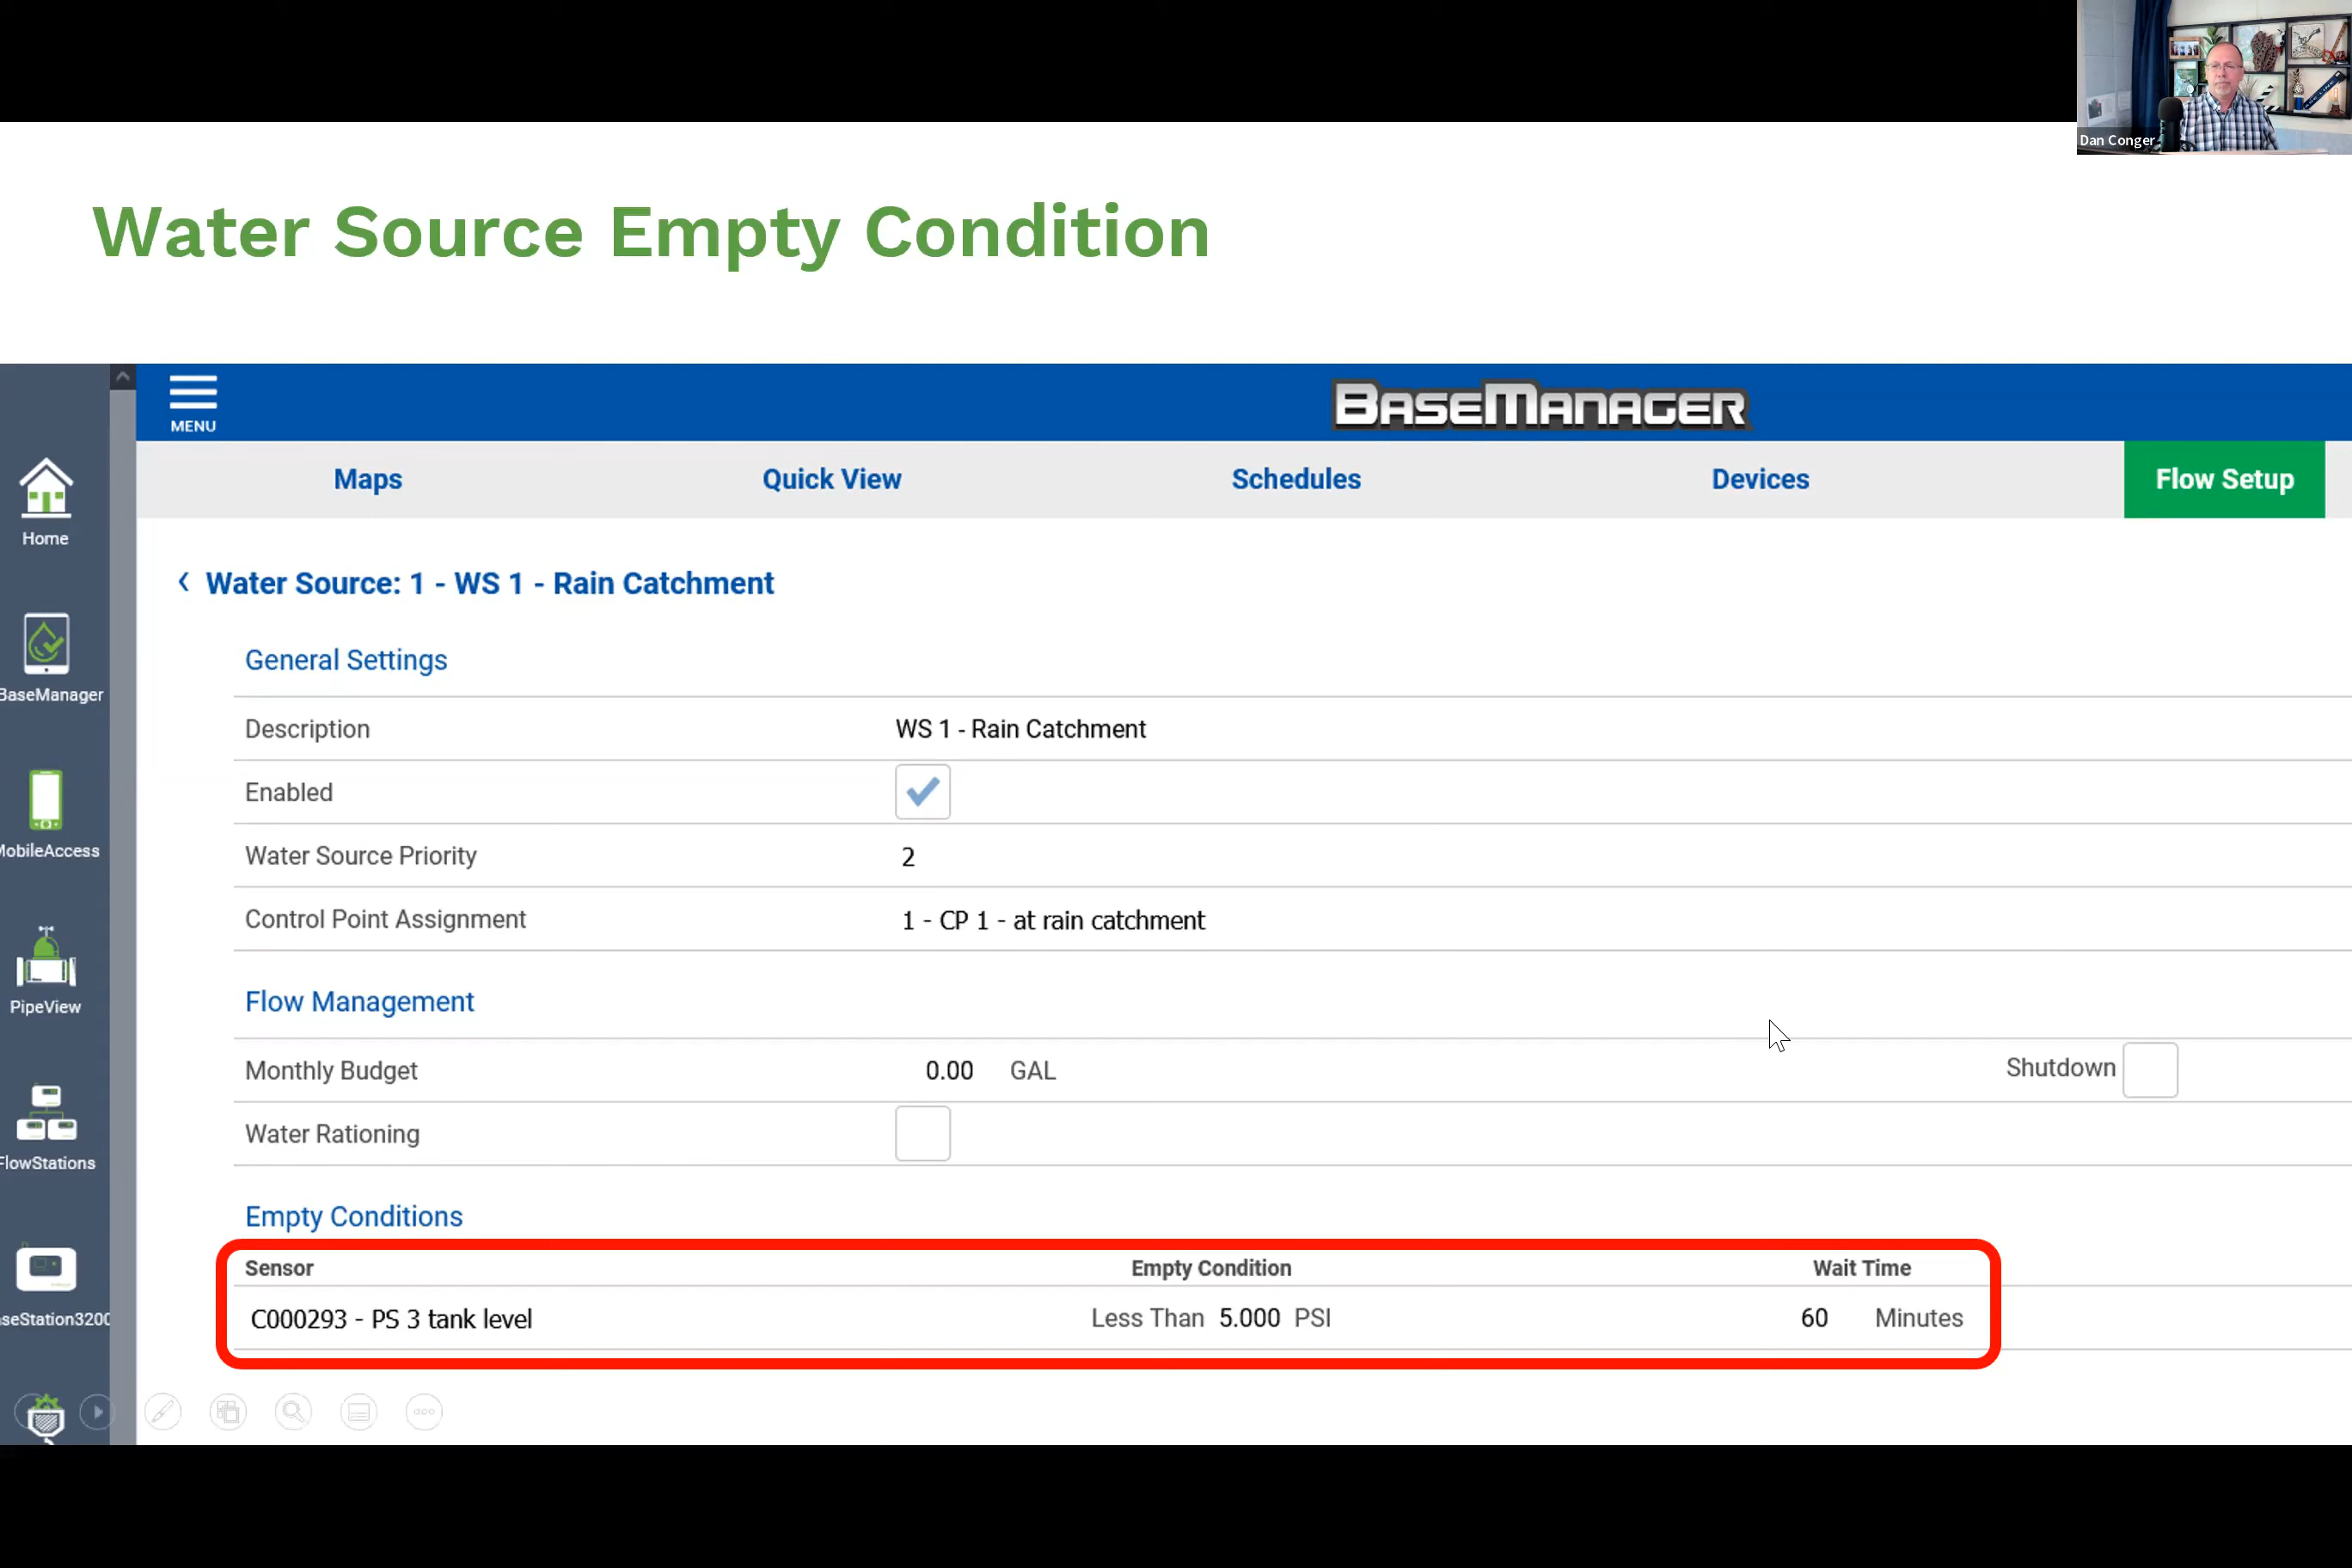 Dan Conger
Water Source Empty Condition
MENU
BASEMANAGER
Maps
Quick View
Schedules
Devices
Flow Setup
Home
BaseManager
MobileAccess
PipeView
FlowStations
seStation3200
Water Source: 1 - WS 1 - Rain Catchment
General Settings
Description WS 1 - Rain Catchment
Enabled
Water Source Priority 2
Control Point Assignment 1 - CP 1 - at rain catchment
Flow Management
Monthly Budget 0.00 GAL Shutdown
Water Rationing
Empty Conditions
Sensor Empty Condition Wait Time
C000293 - PS 3 tank level Less Than 5.000 PSI 60 Minutes